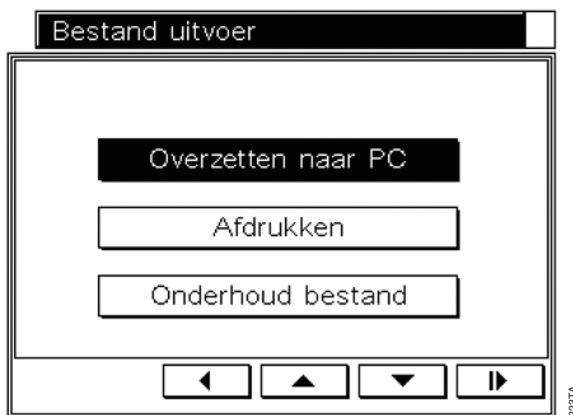 Bestand uitvoer
Overzetten naar PC
Afdrukken
Onderhoud bestand